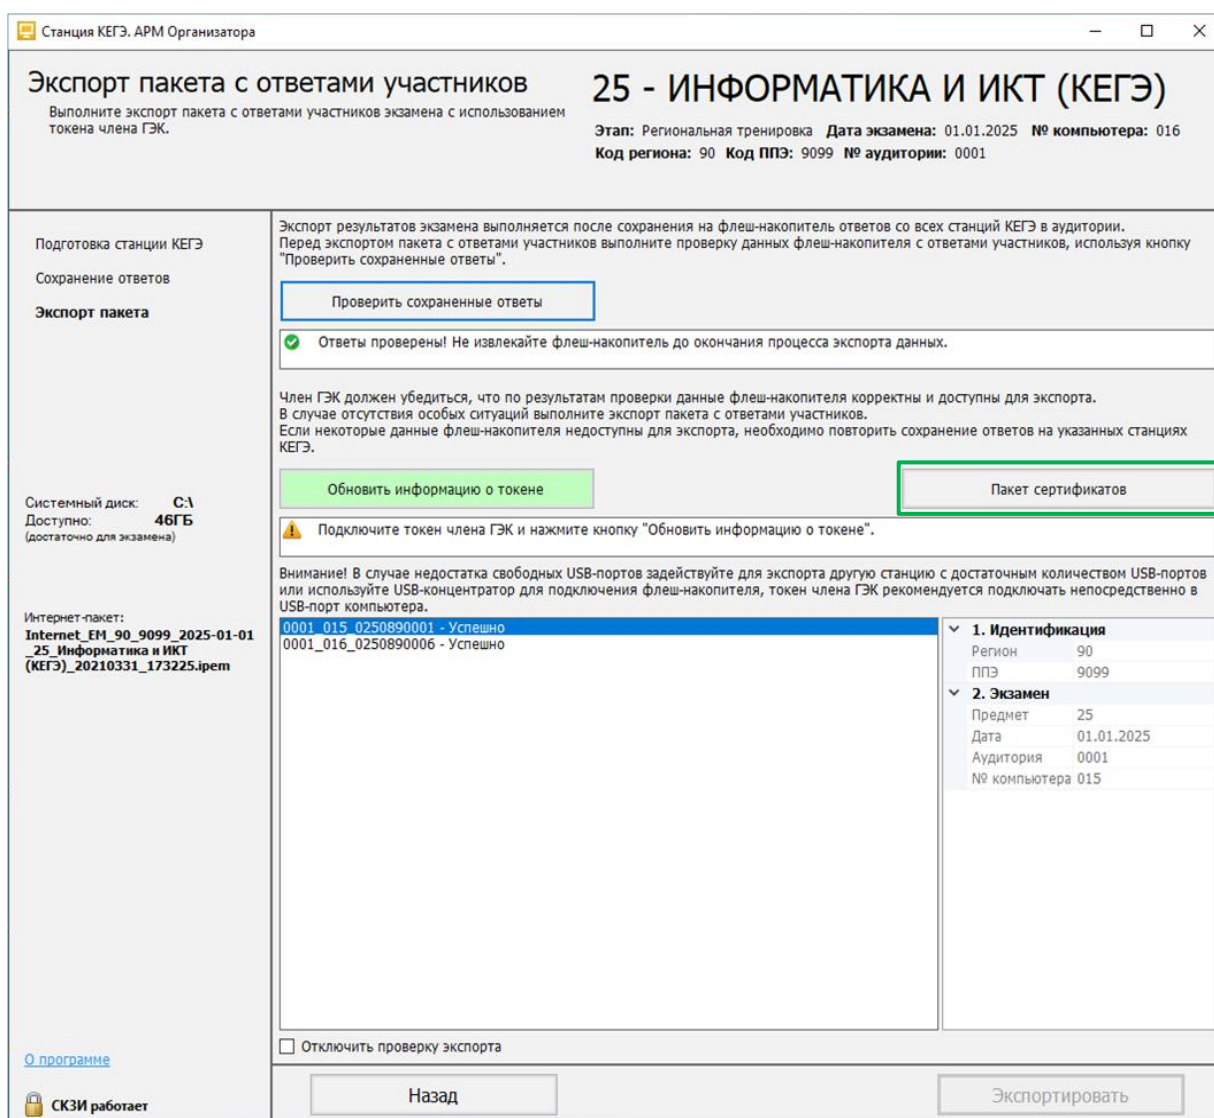 Станция КЕГЭ. АРМ Организатора
Экспорт пакета с ответами участников
Выполните экспорт пакета с ответами участников экзамена с использованием
токена члена ГЭК.
25 - ИНФОРМАТИКА И ИКТ (КЕГЭ)
Этап: Региональная тренировка Дата экзамена: 01.01.2025 № компьютера: 016
Код региона: 90 Код ППЭ: 9099 № аудитории: 0001
Подготовка станции КЕГЭ
Сохранение ответов
Экспорт пакета
Системный диск: C:\
Доступно: 46ГБ
(достаточно для экзамена)
Интернет-пакет:
Internet_EM_90_9099_2025-01-01
_25_Информатика и ИКТ
(КЕГЭ)_20210331_173225.ipem
О программе
СКЗИ работает
Экспорт результатов экзамена выполняется после сохранения на флеш-накопитель ответов со всех станций КЕГЭ в аудитории.
Перед экспортом пакета с ответами участников выполните проверку данных флеш-накопителя с ответами участников, используя кнопку
"Проверить сохраненные ответы".
Проверить сохраненные ответы
Ответы проверены! Не извлекайте флеш-накопитель до окончания процесса экспорта данных.
Член ГЭК должен убедиться, что по результатам проверки данные флеш-накопителя корректны и доступны для экспорта.
В случае отсутствия особых ситуаций выполните экспорт пакета с ответами участников.
Если некоторые данные флеш-накопителя недоступны для экспорта, необходимо повторить сохранение ответов на указанных станциях
КЕГЭ.
Обновить информацию о токене
Пакет сертификатов
Подключите токен члена ГЭК и нажмите кнопку "Обновить информацию о токене".
Внимание! В случае недостатка свободных USB-портов задействуйте для экспорта другую станцию с достаточным количеством USB-портов
или используйте USB-концентратор для подключения флеш-накопителя, токен члена ГЭК рекомендуется подключать непосредственно в
USB-порт компьютера.
0001_015_0250890001 - Успешно
0001_016_0250890006 - Успешно
1. Идентификация
Регион 90
ППЭ 9099
2. Экзамен
Предмет 25
Дата 01.01.2025
Аудитория 0001
№ компьютера 015
Отключить проверку экспорта
Назад
Экспортировать